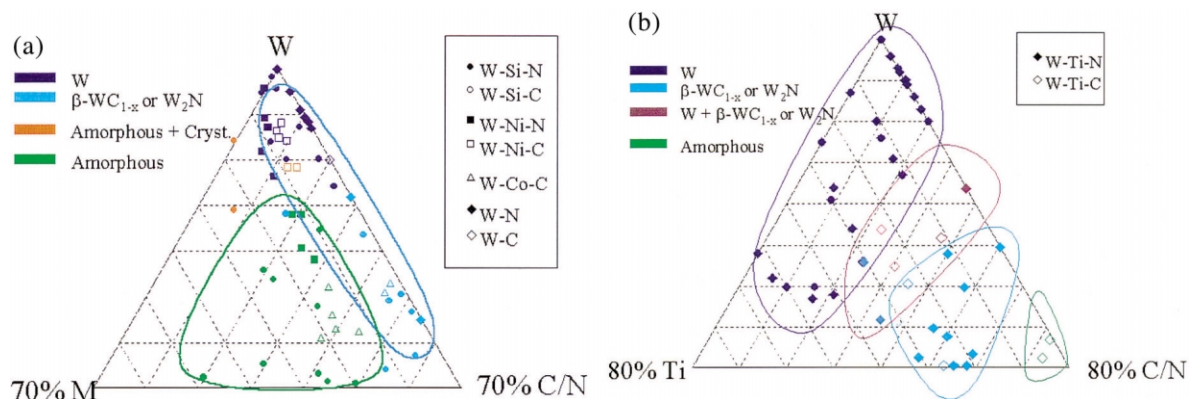 (a)
W
W
β-WC1-x or W2N
Amorphous + Cryst.
Amorphous
W-Si-N
W-Si-C
W-Ni-N
W-Ni-C
W-Co-C
W-N
W-C
70% M
70% C/N
(b)
W
W
β-WC1-x or W2N
W + β-WC1-x or W2N
Amorphous
W-Ti-N
W-Ti-C
80% Ti
80% C/N